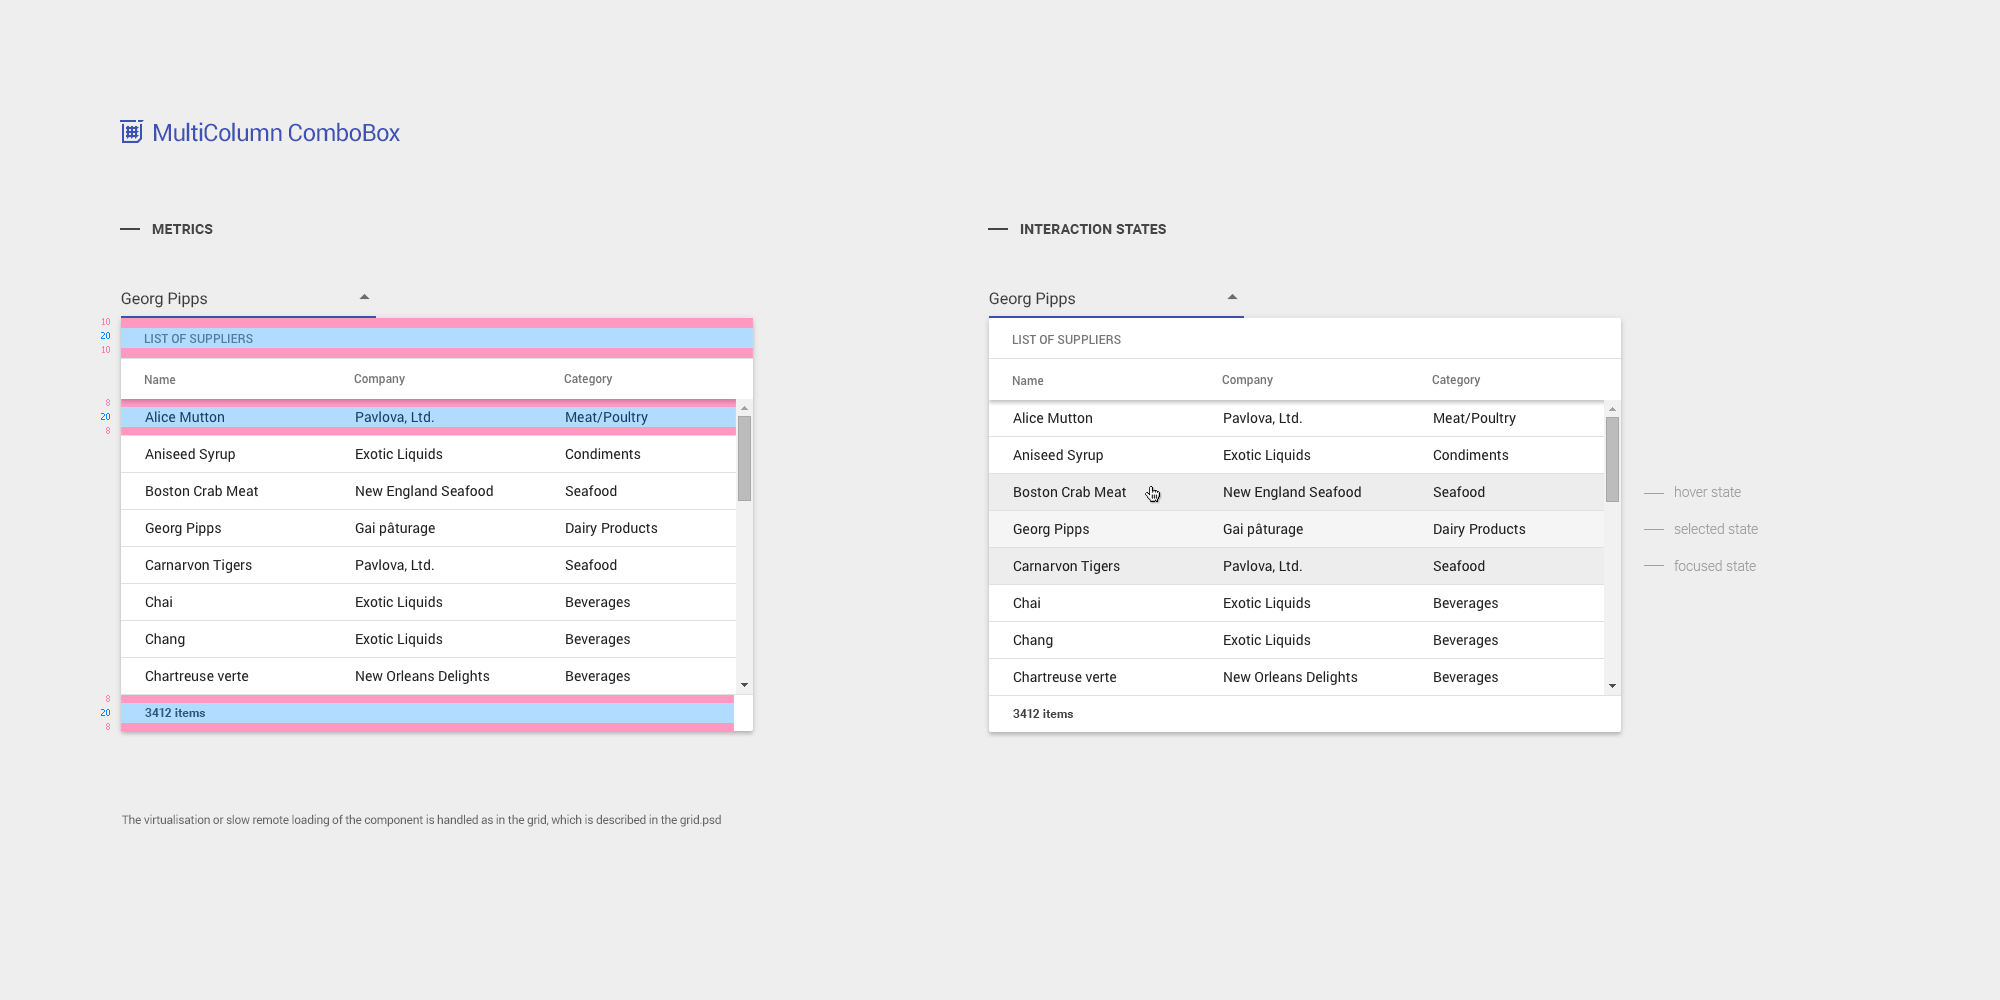 MultiColumn ComboBox
METRICS
Georg Pipps
10
20
10
LIST OF SUPPLIERS
Name Company Category
8
20
8
Alice Mutton Pavlova, Ltd. Meat/Poultry
Aniseed Syrup Exotic Liquids Condiments
Boston Crab Meat New England Seafood Seafood
Georg Pipps Gai pâturage Dairy Products
Carnarvon Tigers Pavlova, Ltd. Seafood
Chai Exotic Liquids Beverages
Chang Exotic Liquids Beverages
Chartreuse verte New Orleans Delights Beverages
8
20
8
3412 items
The virtualisation or slow remote loading of the component is handled as in the grid, which is described in the grid.psd
INTERACTION STATES
Georg Pipps
LIST OF SUPPLIERS
Name Company Category
Alice Mutton Pavlova, Ltd. Meat/Poultry
Aniseed Syrup Exotic Liquids Condiments
Boston Crab Meat New England Seafood Seafood hover state
Georg Pipps Gai pâturage Dairy Products selected state
Carnarvon Tigers Pavlova, Ltd. Seafood focused state
Chai Exotic Liquids Beverages
Chang Exotic Liquids Beverages
Chartreuse verte New Orleans Delights Beverages
3412 items